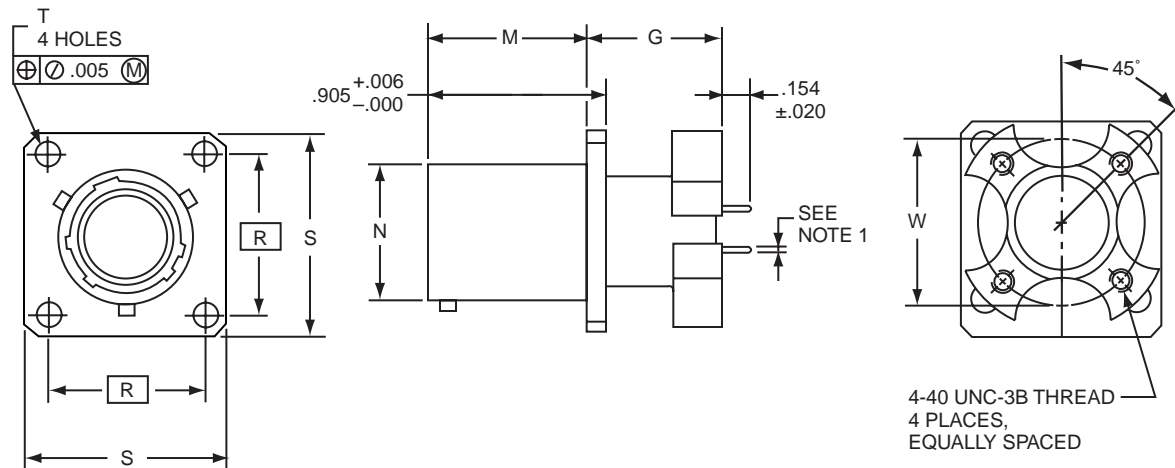 T
4 HOLES
⌖ ⌀ .005 Ⓜ
S
R
R
S
M
G
.905 +.006
–.000
.154
±.020
N
SEE
NOTE 1
45°
W
4-40 UNC-3B THREAD
4 PLACES,
EQUALLY SPACED